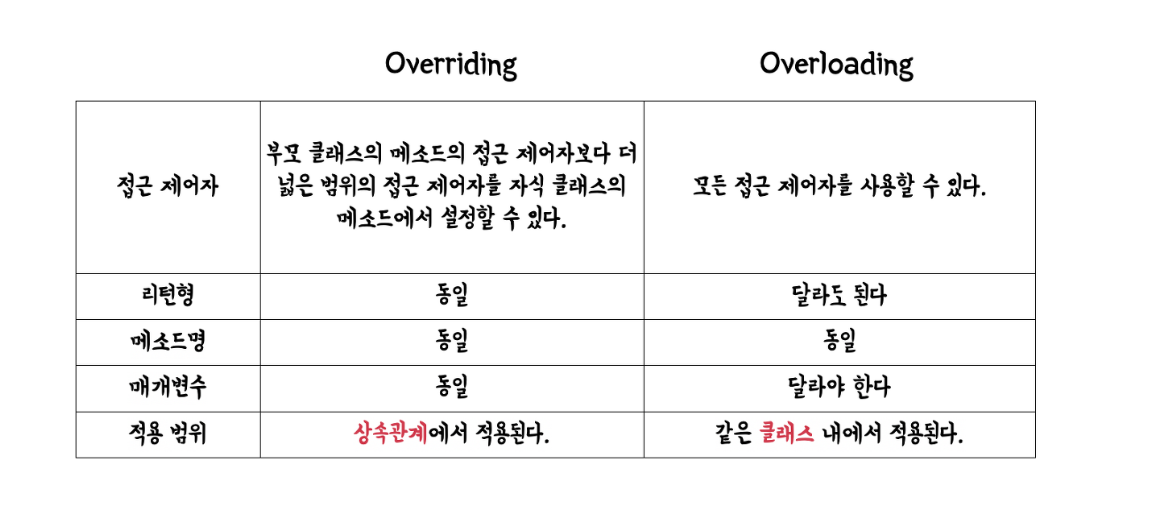 Overriding Overloading
접근 제어자
부모 클래스의 메소드의 접근 제어자보다 더
넓은 범위의 접근 제어자를 자식 클래스의
메소드에서 설정할 수 있다.
모든 접근 제어자를 사용할 수 있다.
리턴형 동일 달라도 된다
메소드명 동일 동일
매개변수 동일 달라야 한다
적용 범위 상속관계에서 적용된다. 같은 클래스 내에서 적용된다.